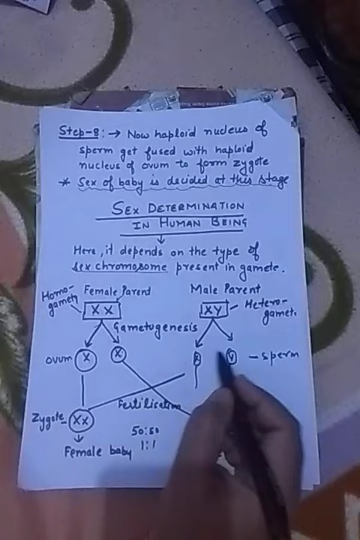 Step-8: → Now haploid nucleus of
sperm get fused with haploid
nucleus of ovum to form zygote
* Sex of baby is decided at this stage
SEX DETERMINATION
IN HUMAN BEING
Here, it depends on the type of
sex chromosome present in gamete.
Homo-
gametic
Female Parent
XX
Male Parent
XY
Hetero-
gamet.
Gametogenesis
ovum
X
X
X
Y
- sperm
Fertilisation
Zygote
XX
Female baby
50:50
1:1